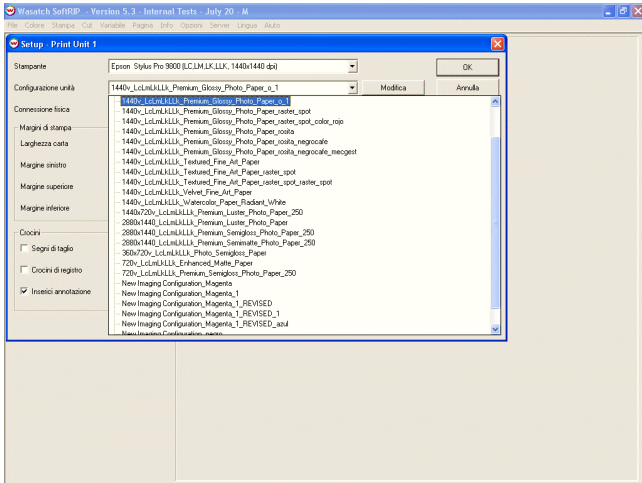 Wasatch SoftRIP - Version 5.3 - Internal Tests - July 20 - M
File Colore Stampa Cut Variabile Pagina Info Opzioni Server Lingua Aiuto
Setup - Print Unit 1
Stampante
Epson Stylus Pro 9800 (LC,LM,LK,LLK, 1440x1440 dpi)
OK
Configurazione unità
1440v_LcLmLkLLk_Premium_Glossy_Photo_Paper_o_1
Modifica
Annulla
Connessione fisica
Margini di stampa
Larghezza carta
Margine sinistro
Margine superiore
Margine inferiore
Crocini
Segni di taglio
Crocini di registro
Inserici annotazione
1440v_LcLmLkLLk_Premium_Glossy_Photo_Paper_o_1
1440v_LcLmLkLLk_Premium_Glossy_Photo_Paper_raster_spot
1440v_LcLmLkLLk_Premium_Glossy_Photo_Paper_raster_spot_color_rojo
1440v_LcLmLkLLk_Premium_Glossy_Photo_Paper_rosita
1440v_LcLmLkLLk_Premium_Glossy_Photo_Paper_rosita_negrocafe
1440v_LcLmLkLLk_Premium_Glossy_Photo_Paper_rosita_negrocafe_mecgest
1440v_LcLmLkLLk_Textured_Fine_Art_Paper
1440v_LcLmLkLLk_Textured_Fine_Art_Paper_raster_spot
1440v_LcLmLkLLk_Textured_Fine_Art_Paper_raster_spot_raster_spot
1440v_LcLmLkLLk_Velvet_Fine_Art_Paper
1440v_LcLmLkLLk_Watercolor_Paper_Radiant_White
1440x720v_LcLmLkLLk_Premium_Luster_Photo_Paper_250
2880x1440_LcLmLkLLk_Premium_Luster_Photo_Paper
2880x1440_LcLmLkLLk_Premium_Semigloss_Photo_Paper_250
2880x1440_LcLmLkLLk_Premium_Semimatte_Photo_Paper_250
360x720v_LcLmLkLLk_Photo_Semigloss_Paper
720v_LcLmLkLLk_Enhanced_Matte_Paper
720v_LcLmLkLLk_Premium_Semigloss_Photo_Paper_250
New Imaging Configuration_Magenta
New Imaging Configuration_Magenta_1
New Imaging Configuration_Magenta_1_REVISED
New Imaging Configuration_Magenta_1_REVISED_1
New Imaging Configuration_Magenta_1_REVISED_azul
New Imaging Configuration_negro